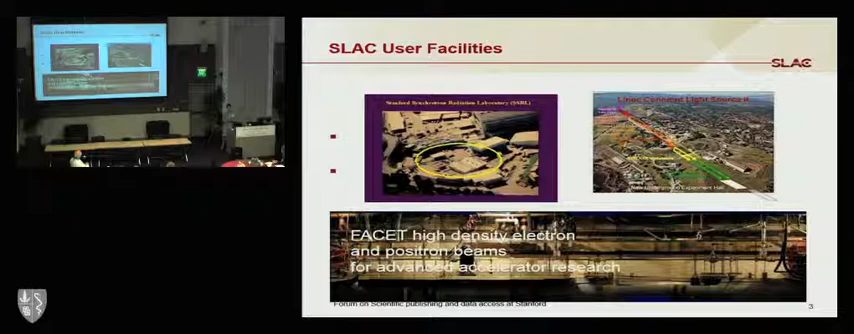 SLAC User Facilities
SLAC
Stanford Synchrotron Radiation Laboratory (SSRL)
Linac Coherent Light Source II
FACET high density electron
and positron beams
for advanced accelerator research
Forum on Scientific publishing and data access at Stanford
3